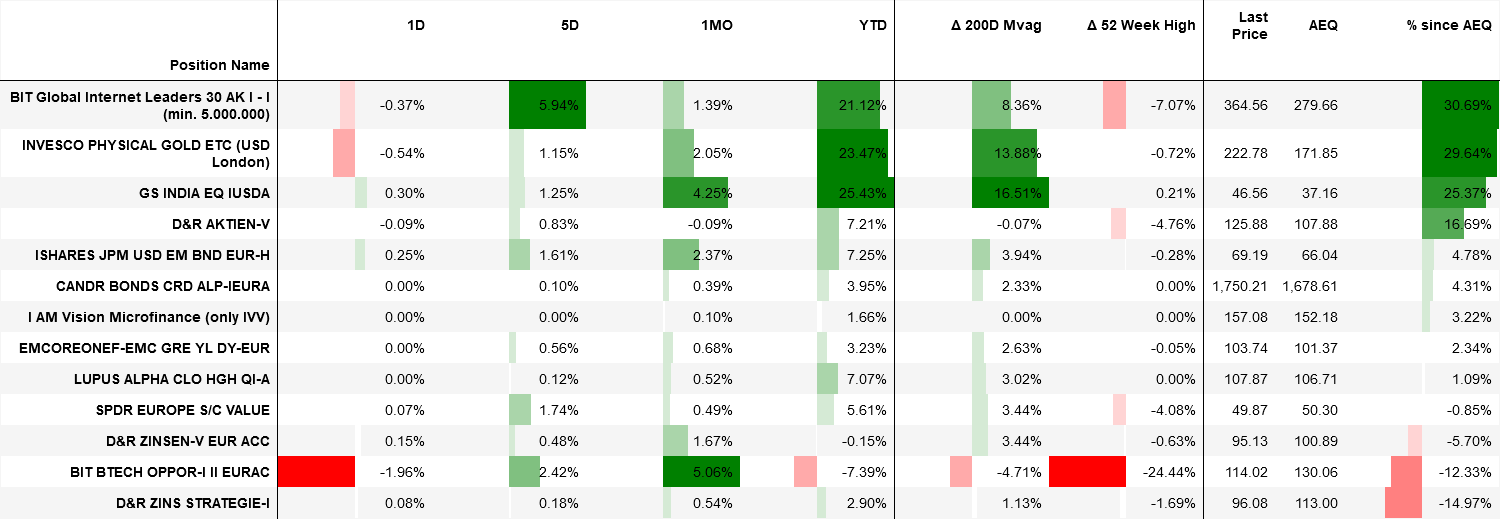 Position Name 1D 5D 1MO YTD Δ 200D Mvag Δ 52 Week High Last Price AEQ % since AEQ
BIT Global Internet Leaders 30 AK I - I (min. 5.000.000) -0.37% 5.94% 1.39% 21.12% 8.36% -7.07% 364.56 279.66 30.69%
INVESCO PHYSICAL GOLD ETC (USD London) -0.54% 1.15% 2.05% 23.47% 13.88% -0.72% 222.78 171.85 29.64%
GS INDIA EQ IUSDA 0.30% 1.25% 4.25% 25.43% 16.51% 0.21% 46.56 37.16 25.37%
D&R AKTIEN-V -0.09% 0.83% -0.09% 7.21% -0.07% -4.76% 125.88 107.88 16.69%
ISHARES JPM USD EM BND EUR-H 0.25% 1.61% 2.37% 7.25% 3.94% -0.28% 69.19 66.04 4.78%
CANDR BONDS CRD ALP-IEURA 0.00% 0.10% 0.39% 3.95% 2.33% 0.00% 1,750.21 1,678.61 4.31%
I AM Vision Microfinance (only IVV) 0.00% 0.00% 0.10% 1.66% 0.00% 0.00% 157.08 152.18 3.22%
EMCOREONEF-EMC GRE YL DY-EUR 0.00% 0.56% 0.68% 3.23% 2.63% -0.05% 103.74 101.37 2.34%
LUPUS ALPHA CLO HGH QI-A 0.00% 0.12% 0.52% 7.07% 3.02% 0.00% 107.87 106.71 1.09%
SPDR EUROPE S/C VALUE 0.07% 1.74% 0.49% 5.61% 3.44% -4.08% 49.87 50.30 -0.85%
D&R ZINSEN-V EUR ACC 0.15% 0.48% 1.67% -0.15% 3.44% -0.63% 95.13 100.89 -5.70%
BIT BTECH OPPOR-I II EURAC -1.96% 2.42% 5.06% -7.39% -4.71% -24.44% 114.02 130.06 -12.33%
D&R ZINS STRATEGIE-I 0.08% 0.18% 0.54% 2.90% 1.13% -1.69% 96.08 113.00 -14.97%